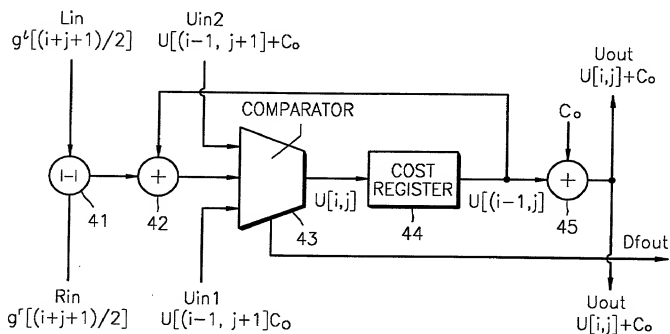 Lin
g^ℓ[(i+j+1)/2]
Uin2
U[(i-1, j+1]+Co
Uout
U[i,j]+Co
COMPARATOR
Co
|-|
+
COST
REGISTER
+
U[i,j]
U[(i-1,j]
41
42
43
44
45
Dfout
Rin
g^r[(i+j+1)/2]
Uin1
U[(i-1, j+1]Co
Uout
U[i,j]+Co